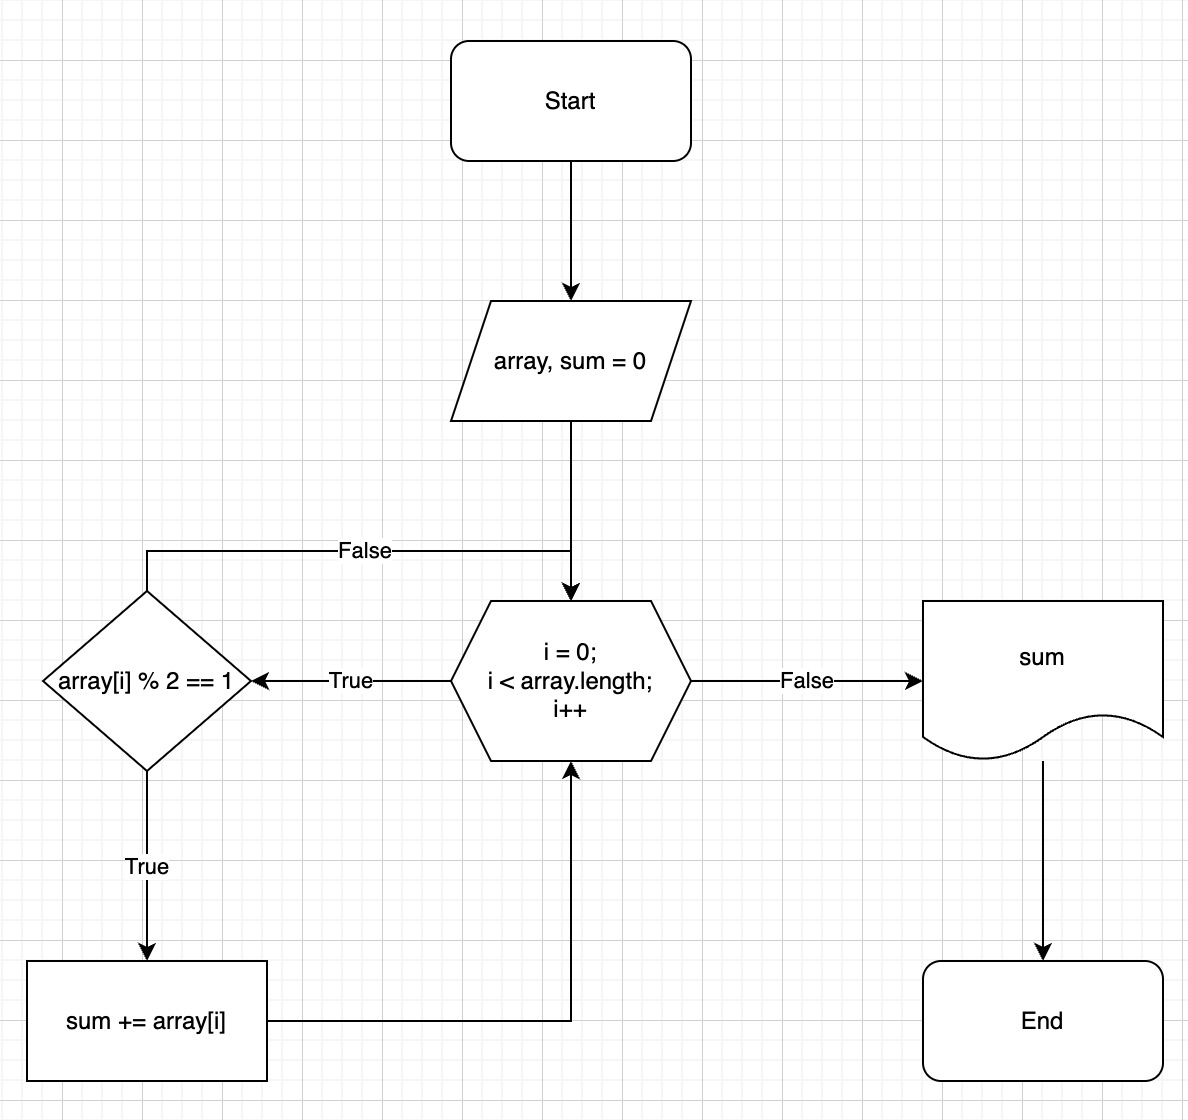 Start
array, sum = 0
False
array[i] % 2 == 1
True
i = 0;
i < array.length;
i++
False
sum
True
sum += array[i]
End